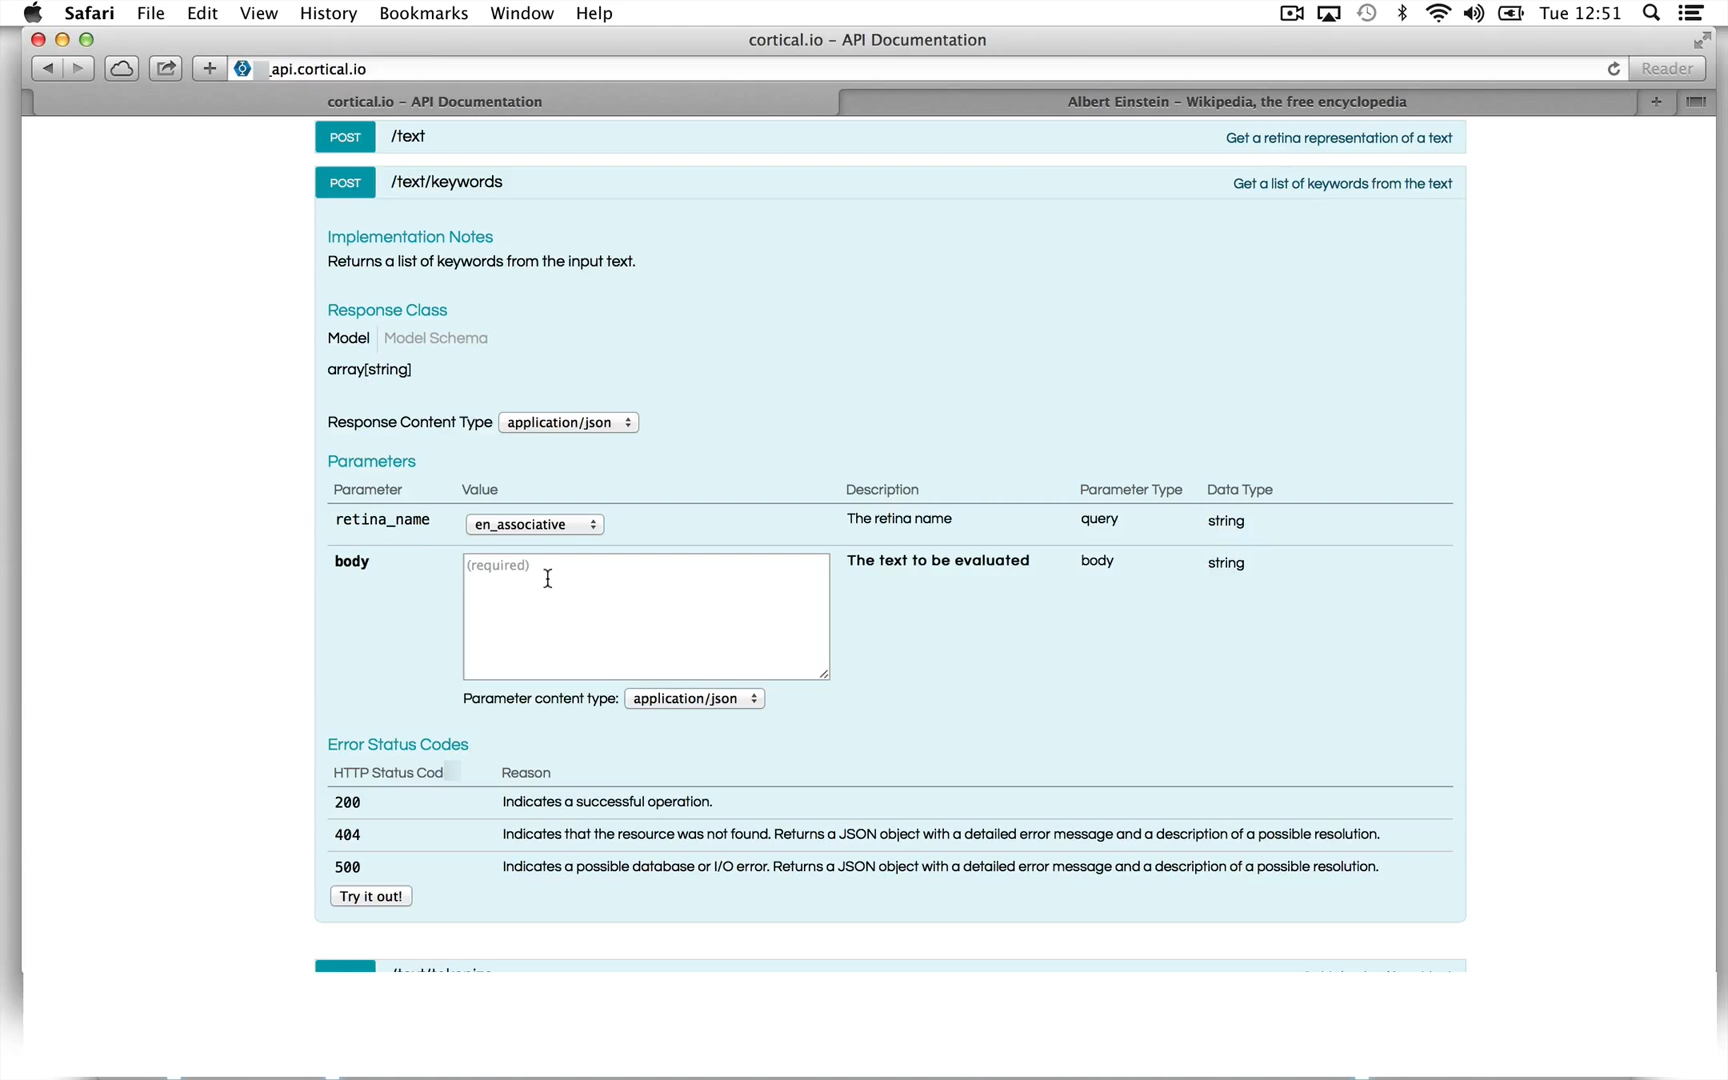 Safari File Edit View History Bookmarks Window Help Tue 12:51
cortical.io – API Documentation
api.cortical.io Reader
cortical.io – API Documentation Albert Einstein – Wikipedia, the free encyclopedia
POST /text Get a retina representation of a text
POST /text/keywords Get a list of keywords from the text
Implementation Notes
Returns a list of keywords from the input text.
Response Class
Model Model Schema
array[string]
Response Content Type application/json
Parameters
Parameter Value Description Parameter Type Data Type
retina_name en_associative The retina name query string
body (required) The text to be evaluated body string
Parameter content type: application/json
Error Status Codes
HTTP Status Cod Reason
200 Indicates a successful operation.
404 Indicates that the resource was not found. Returns a JSON object with a detailed error message and a description of a possible resolution.
500 Indicates a possible database or I/O error. Returns a JSON object with a detailed error message and a description of a possible resolution.
Try it out!